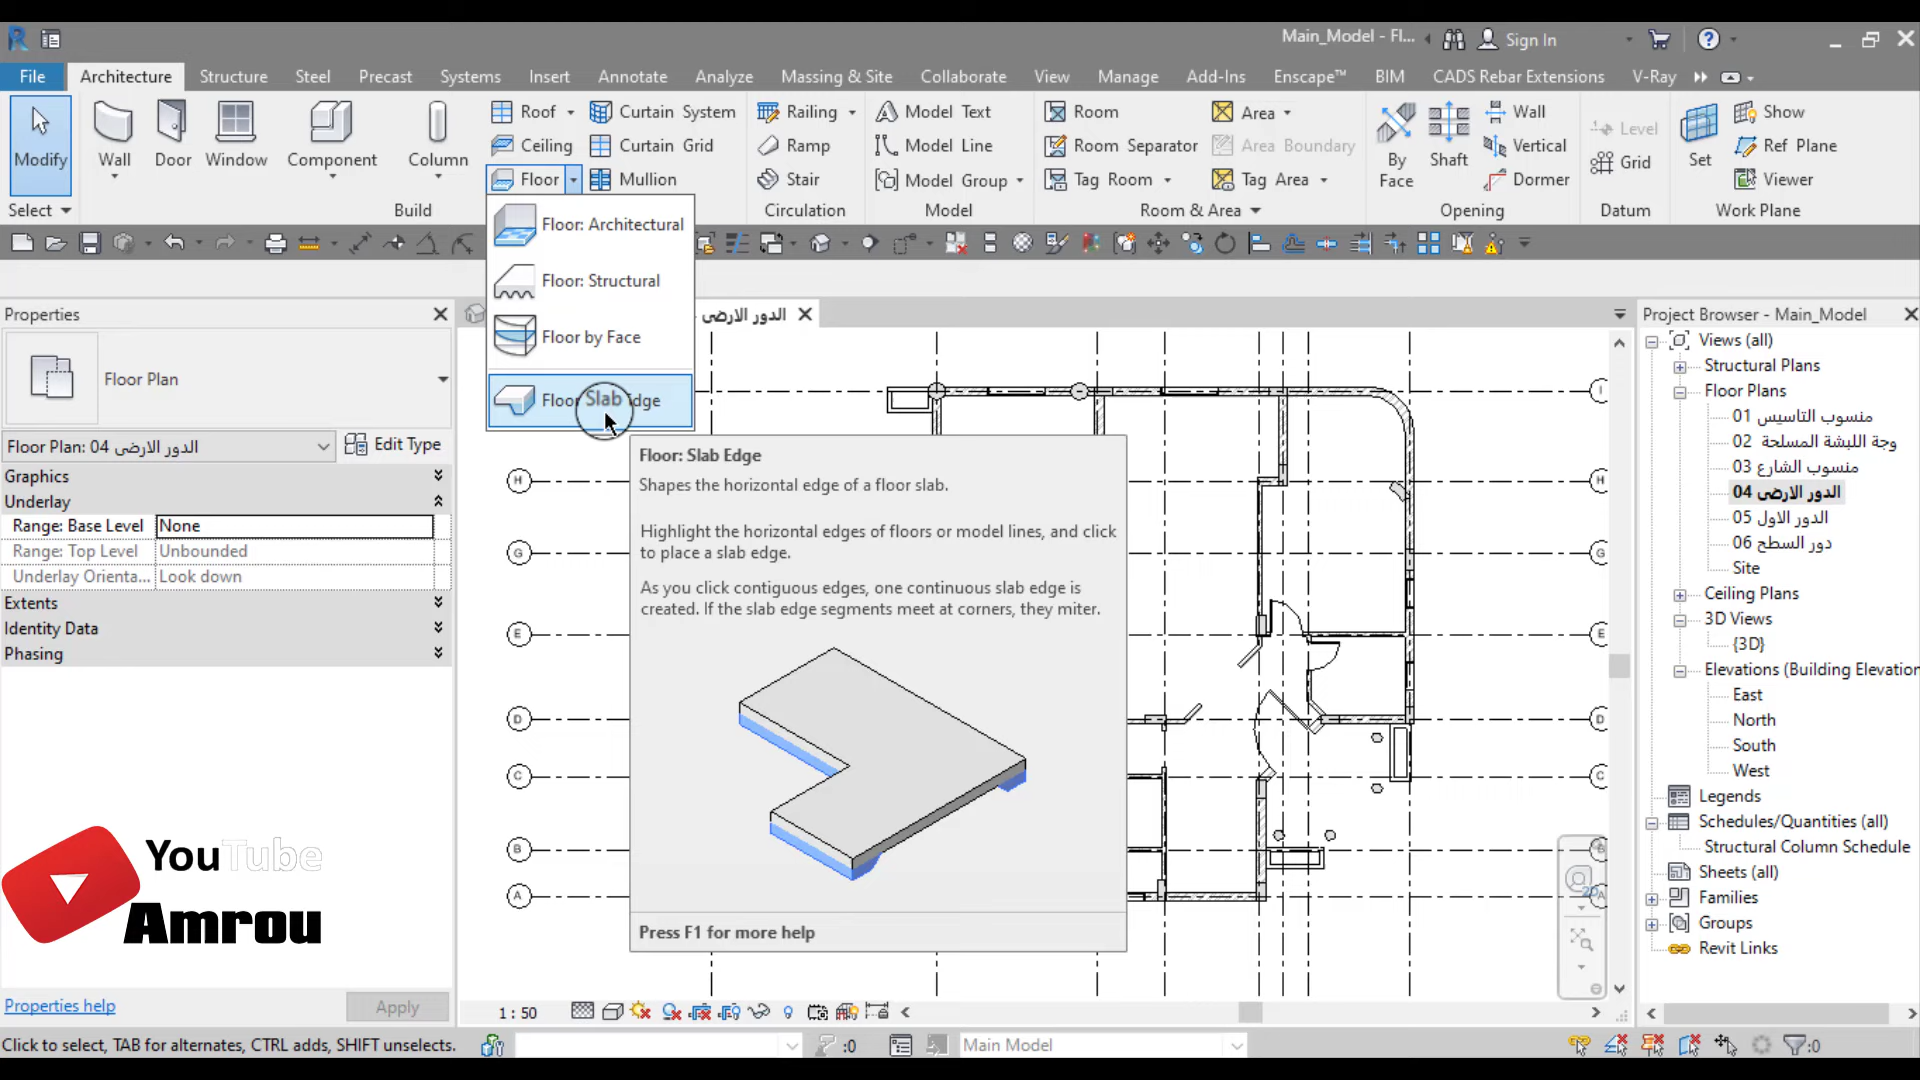 Main_Model - Fl...
Sign In
File
Architecture
Structure
Steel
Precast
Systems
Insert
Annotate
Analyze
Massing & Site
Collaborate
View
Manage
Add-Ins
Enscape™
BIM
CADS Rebar Extensions
V-Ray
Modify
Wall
Door
Window
Component
Column
Roof
Ceiling
Floor
Curtain System
Curtain Grid
Mullion
Railing
Ramp
Stair
Model Text
Model Line
Model Group
Room
Room Separator
Tag Room
Area
Area Boundary
Tag Area
By
Face
Shaft
Wall
Vertical
Dormer
Level
Grid
Set
Show
Ref Plane
Viewer
Select
Build
Circulation
Model
Room & Area
Opening
Datum
Work Plane
Floor: Architectural
Floor: Structural
Floor by Face
Floor: Slab Edge
Properties
Floor Plan
Floor Plan: 04 الدور الارضى
Edit Type
Graphics
Underlay
Range: Base Level
None
Range: Top Level
Unbounded
Underlay Orienta...
Look down
Extents
Identity Data
Phasing
Properties help
Apply
YouTube
Amrou
الدور الارضى
Floor: Slab Edge
Shapes the horizontal edge of a floor slab.
Highlight the horizontal edges of floors or model lines, and click
to place a slab edge.
As you click contiguous edges, one continuous slab edge is
created. If the slab edge segments meet at corners, they miter.
Press F1 for more help
H
G
E
D
C
B
A
I
H
G
E
D
C
A
Project Browser - Main_Model
Views (all)
Structural Plans
Floor Plans
01 منسوب التاسيس
02 وجة اللبشة المسلحة
03 منسوب الشارع
04 الدور الارضى
05 الدور الاول
06 دور السطح
Site
Ceiling Plans
3D Views
{3D}
Elevations (Building Elevation
East
North
South
West
Legends
Schedules/Quantities (all)
Structural Column Schedule
Sheets (all)
Families
Groups
Revit Links
1 : 50
Click to select, TAB for alternates, CTRL adds, SHIFT unselects.
:0
Main Model
:0